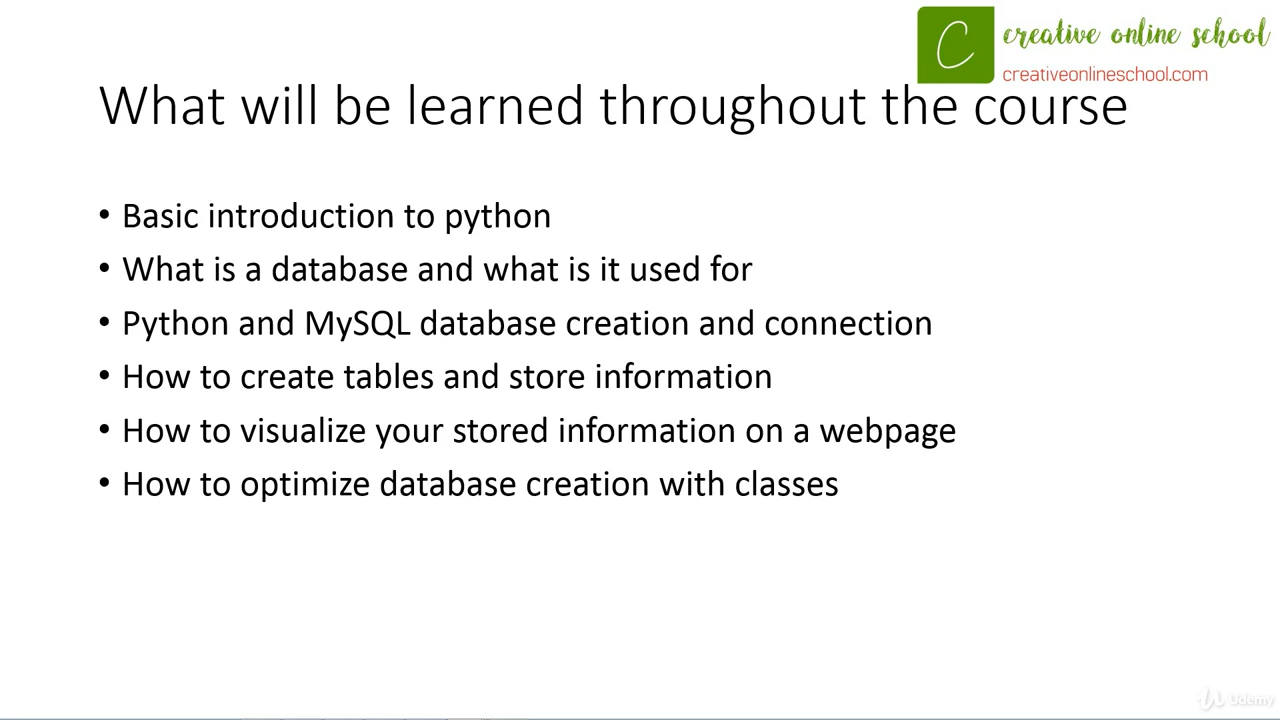 C creative online school
creativeonlineschool.com
What will be learned throughout the course
• Basic introduction to python
• What is a database and what is it used for
• Python and MySQL database creation and connection
• How to create tables and store information
• How to visualize your stored information on a webpage
• How to optimize database creation with classes
Udemy